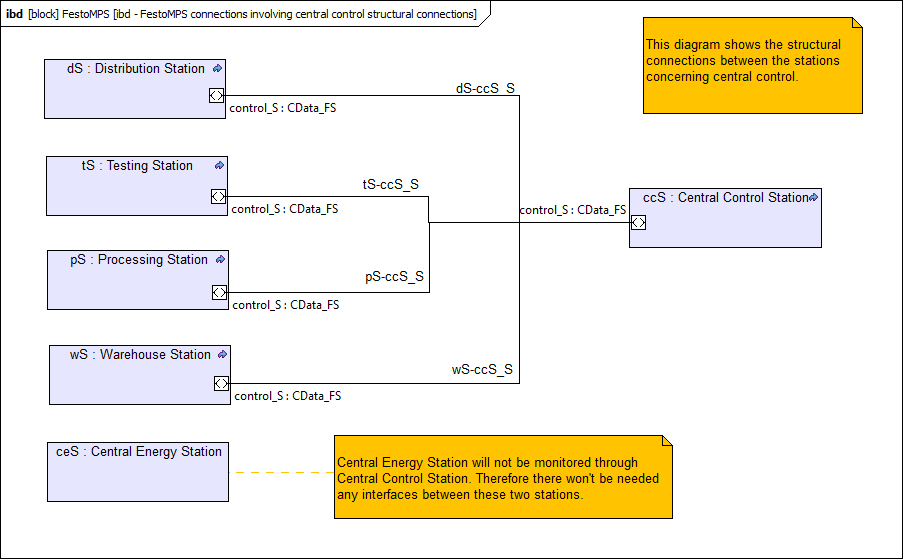 ibd [block] FestoMPS [ibd - FestoMPS connections involving central control structural connections]
This diagram shows the structural
connections between the stations
concerning central control.
dS : Distribution Station
dS-ccS_S
control_S : CData_FS
tS : Testing Station
tS-ccS_S
control_S : CData_FS
ccS : Central Control Station
control_S : CData_FS
pS : Processing Station
pS-ccS_S
control_S : CData_FS
wS : Warehouse Station
wS-ccS_S
control_S : CData_FS
ceS : Central Energy Station
Central Energy Station will not be monitored through
Central Control Station. Therefore there won't be needed
any interfaces between these two stations.